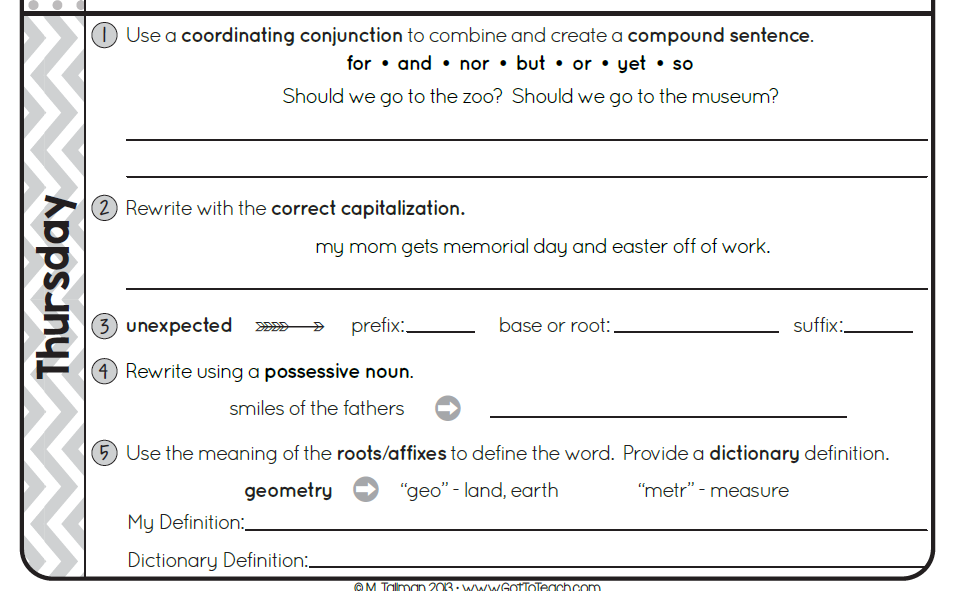 Thursday
1 Use a coordinating conjunction to combine and create a compound sentence.
for • and • nor • but • or • yet • so
Should we go to the zoo? Should we go to the museum?
2 Rewrite with the correct capitalization.
my mom gets memorial day and easter off of work.
3 unexpected prefix: base or root: suffix:
4 Rewrite using a possessive noun.
smiles of the fathers
5 Use the meaning of the roots/affixes to define the word. Provide a dictionary definition.
geometry "geo" - land, earth "metr" - measure
My Definition:
Dictionary Definition:
© M. Tallman 2013 • www.GotToTeach.com